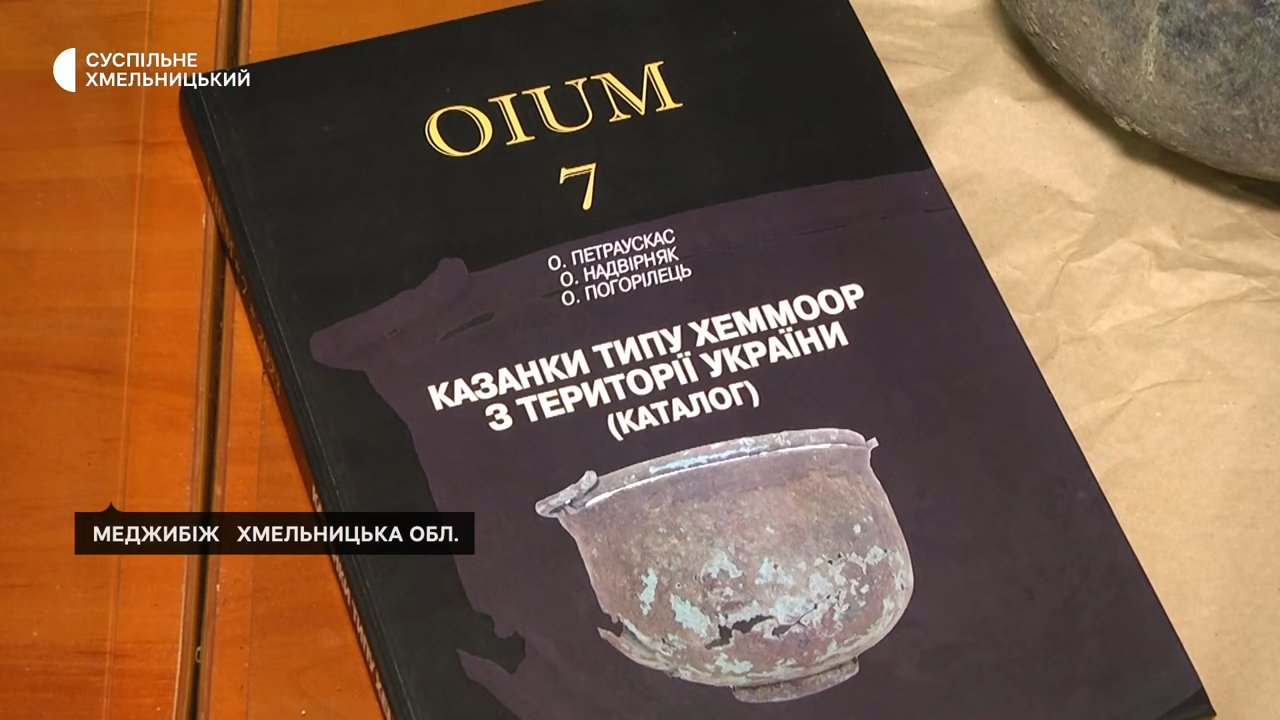 СУСПІЛЬНЕ
ХМЕЛЬНИЦЬКИЙ
OIUM
7
О. ПЕТРАУСКАС
О. НАДВІРНЯК
О. ПОГОРІЛЕЦЬ
КАЗАНКИ ТИПУ ХЕММООР
З ТЕРИТОРІЇ УКРАЇНИ
(КАТАЛОГ)
МЕДЖИБІЖ ХМЕЛЬНИЦЬКА ОБЛ.